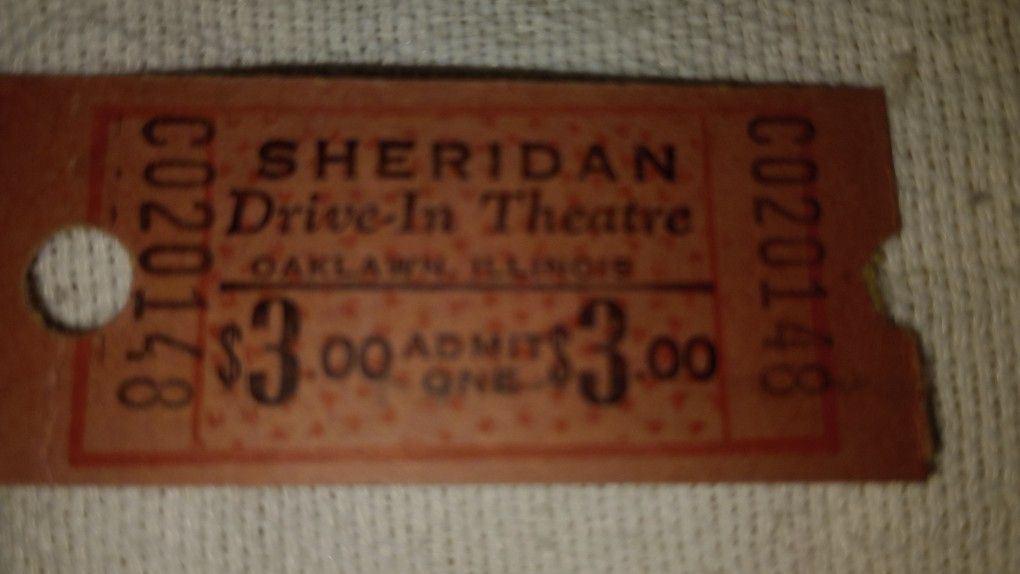 C020148
SHERIDAN
Drive-In Theatre
OAKLAWN, ILLINOIS
$3.00 ADMIT ONE $3.00
C020148